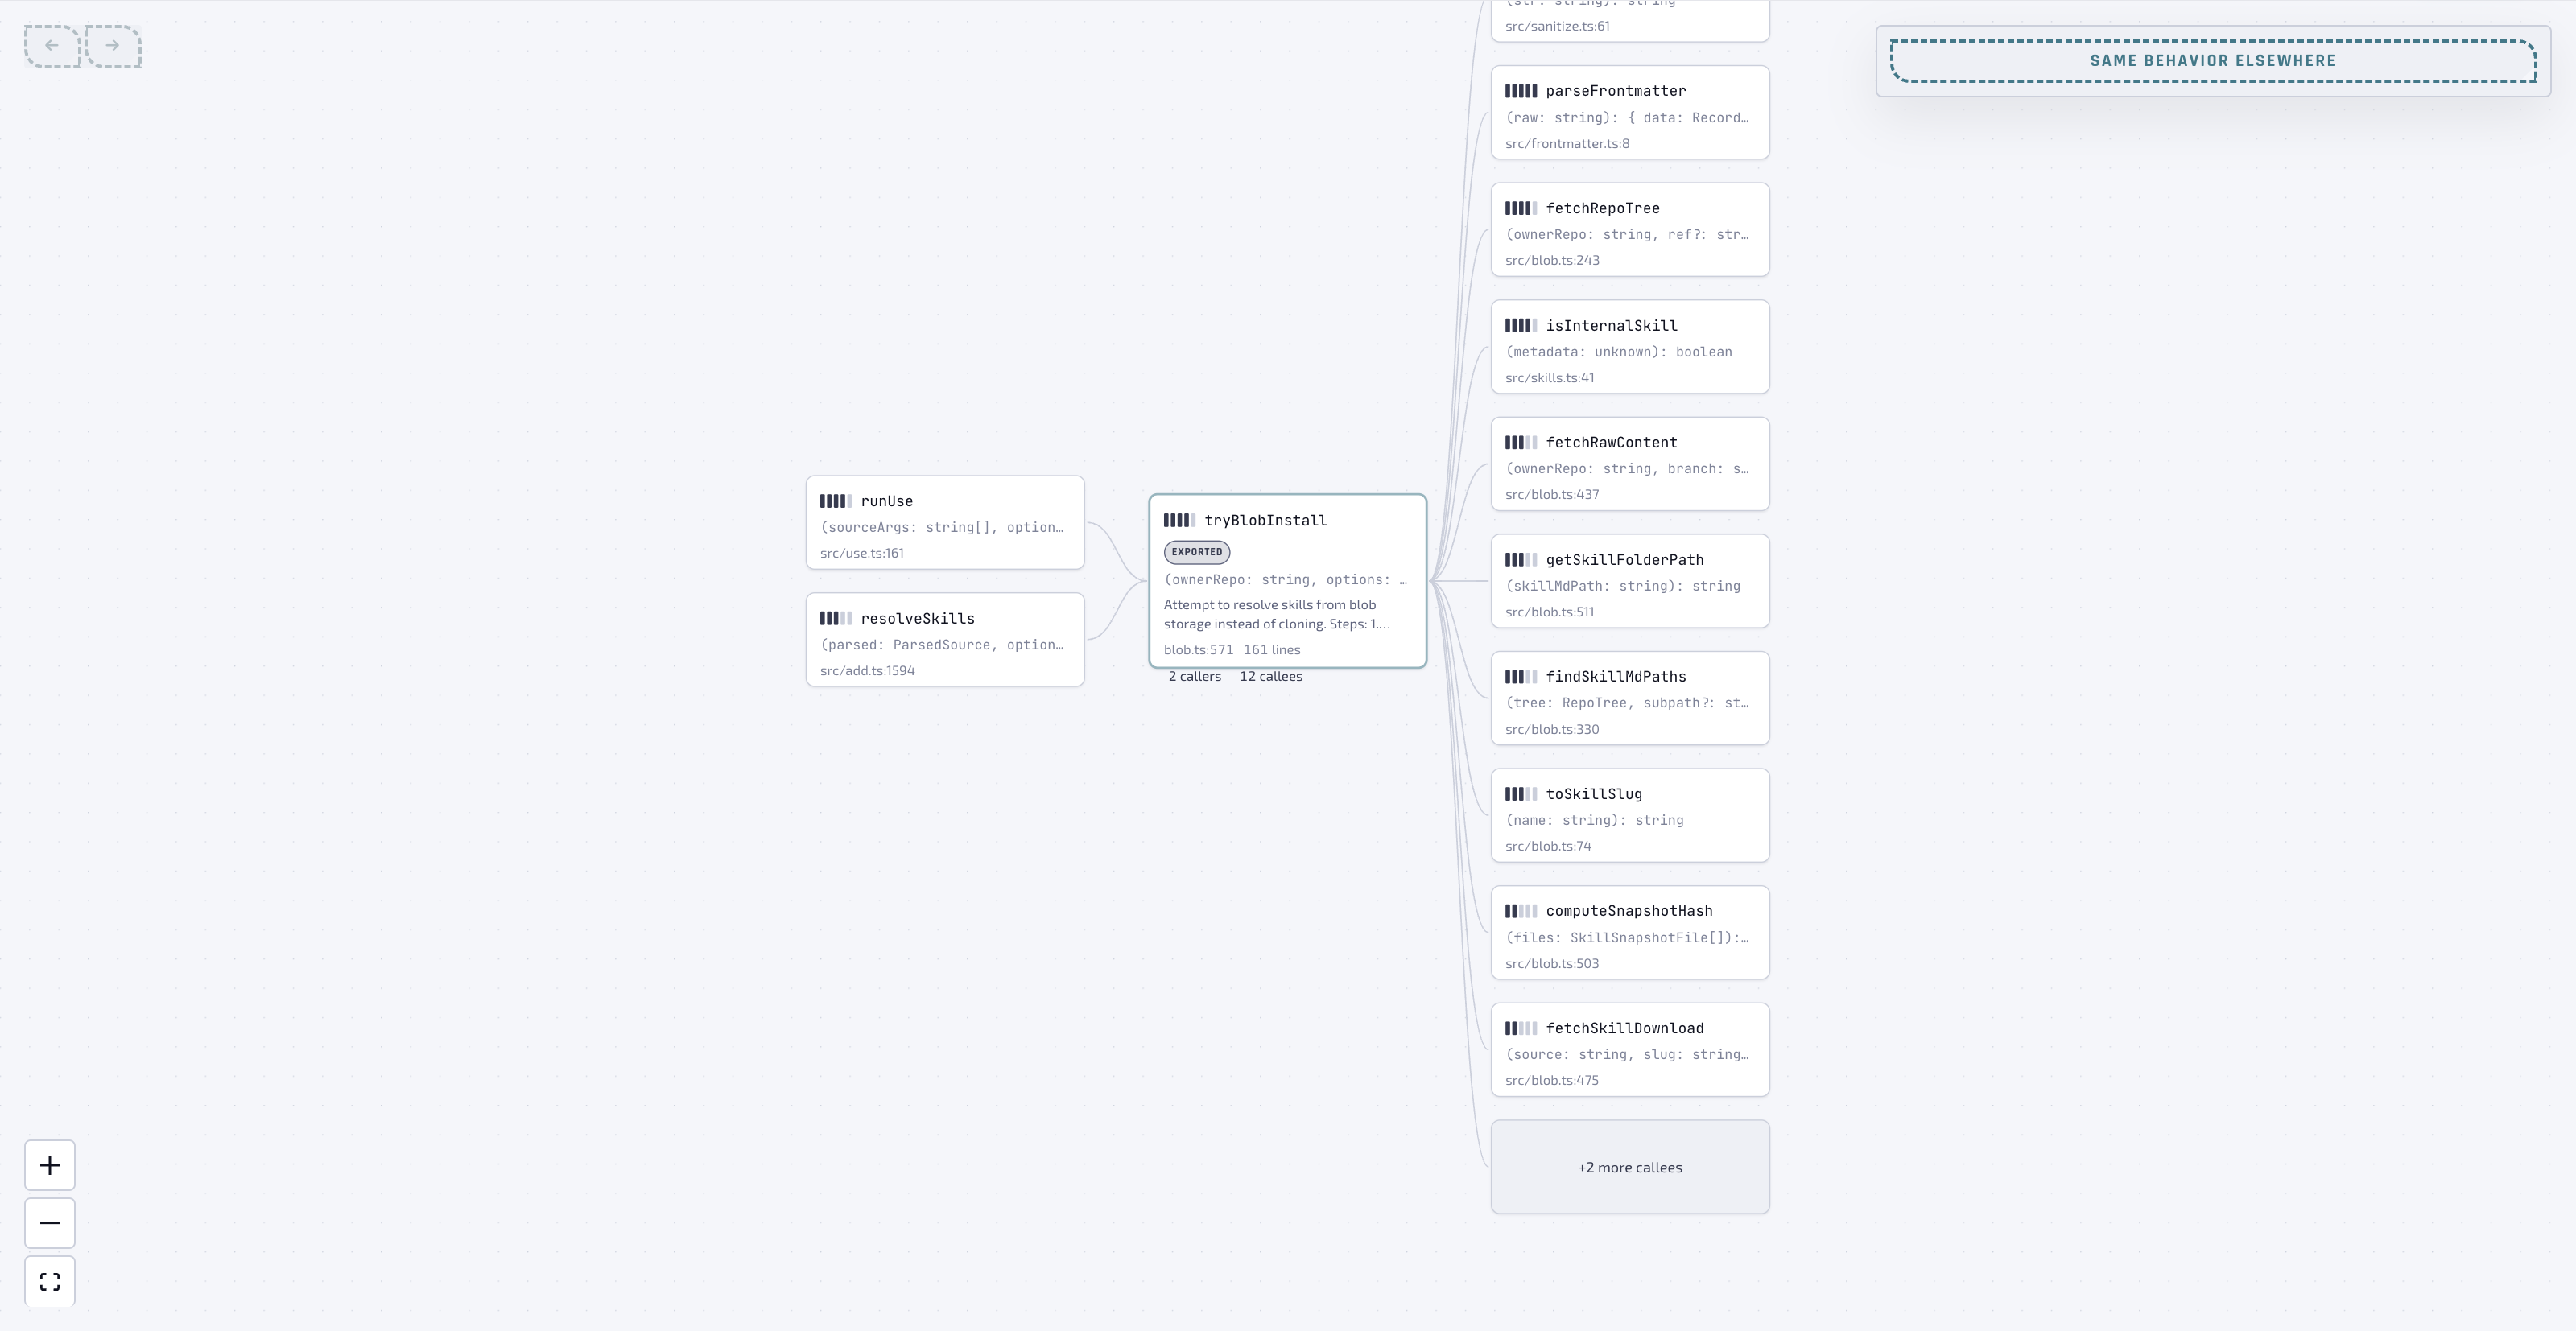 (str: string): string
src/sanitize.ts:61
SAME BEHAVIOR ELSEWHERE
parseFrontmatter
(raw: string): { data: Record…
src/frontmatter.ts:8
fetchRepoTree
(ownerRepo: string, ref?: str…
src/blob.ts:243
isInternalSkill
(metadata: unknown): boolean
src/skills.ts:41
fetchRawContent
(ownerRepo: string, branch: s…
src/blob.ts:437
runUse
(sourceArgs: string[], option…
src/use.ts:161
resolveSkills
(parsed: ParsedSource, option…
src/add.ts:1594
tryBlobInstall
EXPORTED
(ownerRepo: string, options: …
Attempt to resolve skills from blob
storage instead of cloning. Steps: 1.…
blob.ts:571 161 lines
2 callers 12 callees
getSkillFolderPath
(skillMdPath: string): string
src/blob.ts:511
findSkillMdPaths
(tree: RepoTree, subpath?: st…
src/blob.ts:330
toSkillSlug
(name: string): string
src/blob.ts:74
computeSnapshotHash
(files: SkillSnapshotFile[]):…
src/blob.ts:503
fetchSkillDownload
(source: string, slug: string…
src/blob.ts:475
+2 more callees